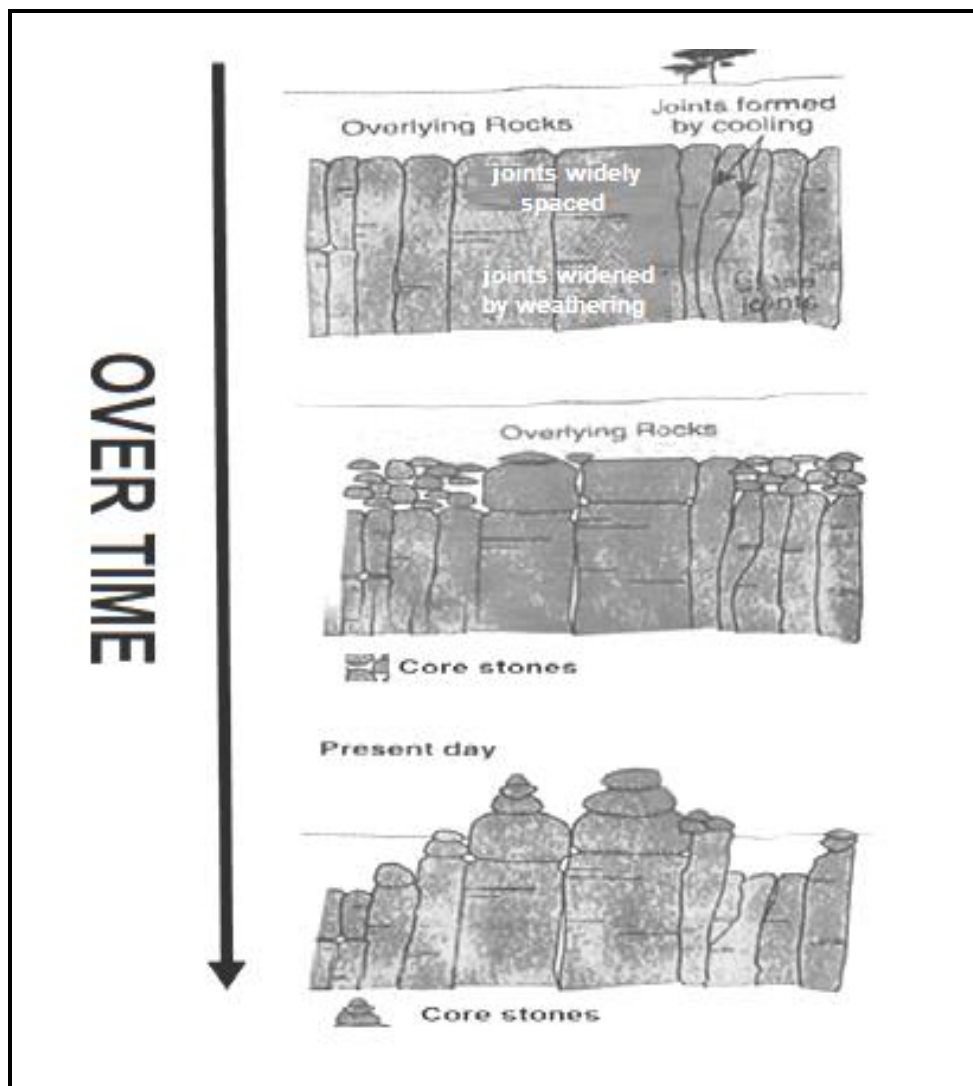 OVER TIME
Overlying Rocks
Joints formed
by cooling
joints widely
spaced
joints widened
by weathering
joints
Overlying Rocks
Core stones
Present day
Core stones